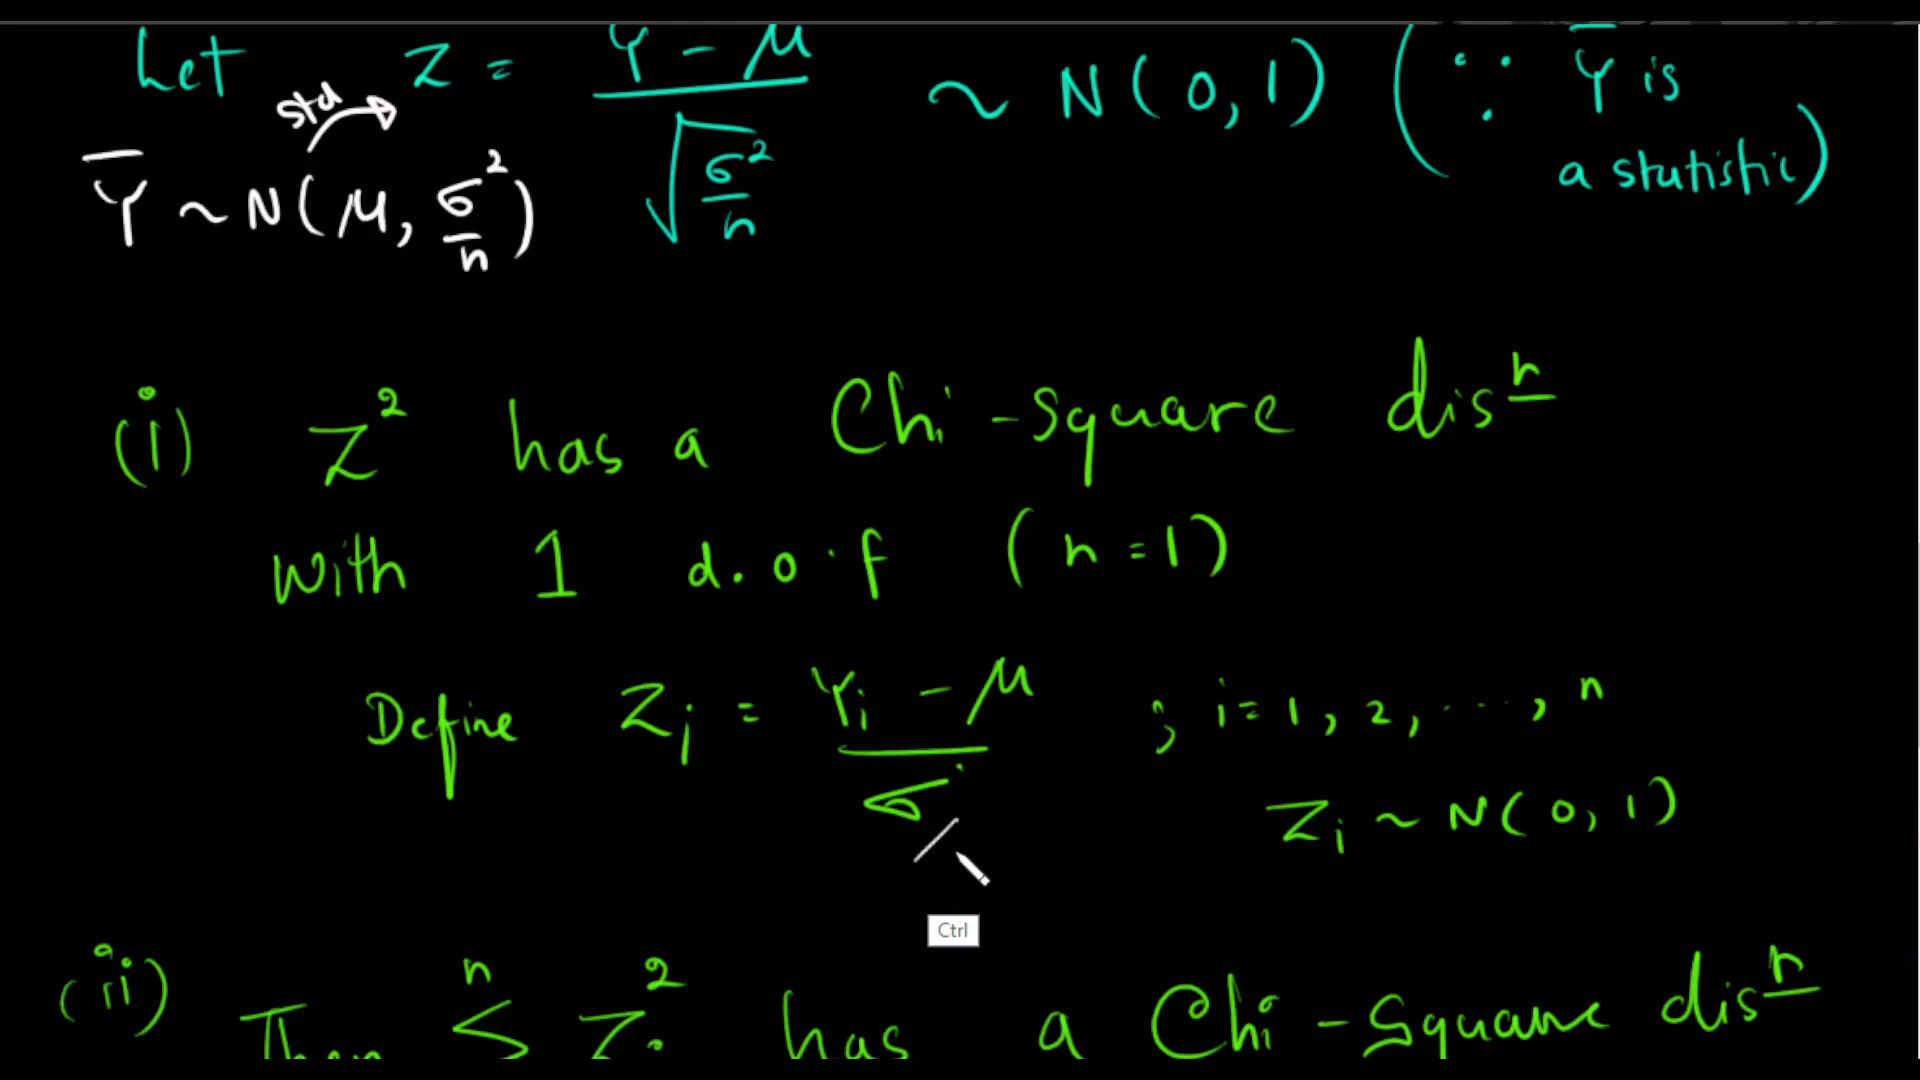 Let Z = Y̅ - μ / √(σ²/n) ~ N(0,1) (∵ Y̅ is
a statistic)
std
Y̅ ~ N(μ, σ²/n)
(i) Z² has a Chi-Square disⁿ
with 1 d.o.f (n=1)
Define Zi = Yi - μ / σ ; i=1, 2, ..., n
Zi ~ N(0,1)
Ctrl
(ii) Then Σⁿ Zi² has a Chi-Square disⁿ